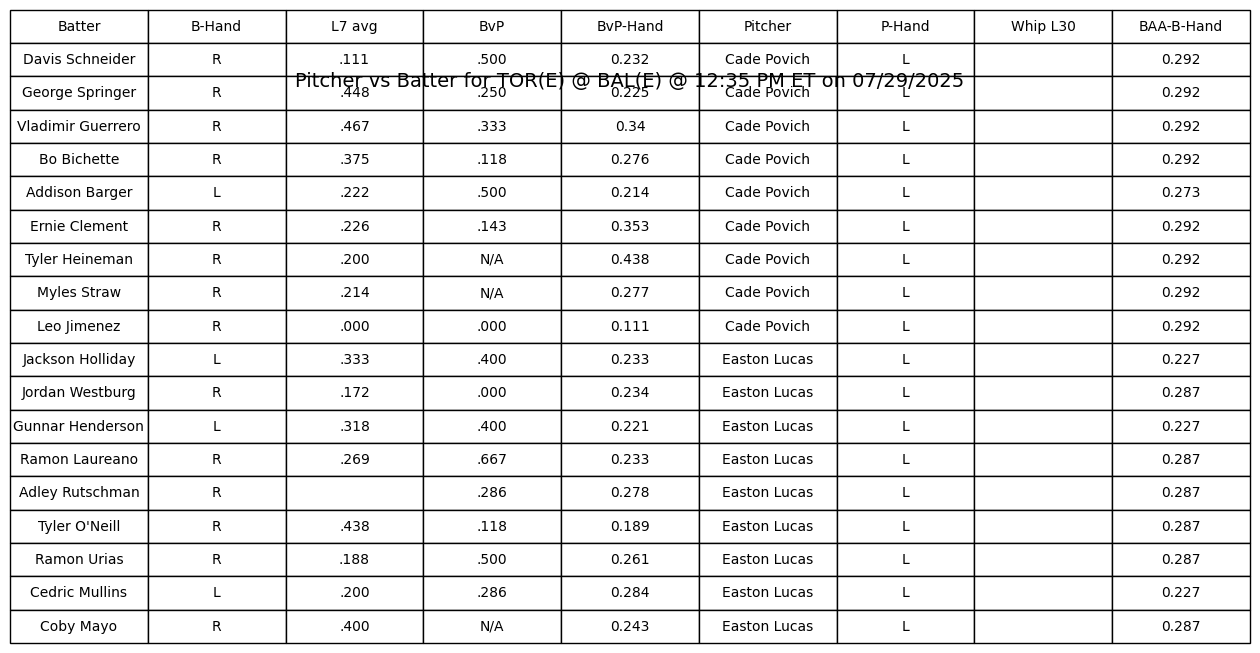 Batter B-Hand L7 avg BvP BvP-Hand Pitcher P-Hand Whip L30 BAA-B-Hand
Davis Schneider R .111 .500 0.232 Cade Povich L 0.292
Pitcher vs Batter for TOR(E) @ BAL(E) @ 12:35 PM ET on 07/29/2025
George Springer R .448 .250 0.225 Cade Povich L 0.292
Vladimir Guerrero R .467 .333 0.34 Cade Povich L 0.292
Bo Bichette R .375 .118 0.276 Cade Povich L 0.292
Addison Barger L .222 .500 0.214 Cade Povich L 0.273
Ernie Clement R .226 .143 0.353 Cade Povich L 0.292
Tyler Heineman R .200 N/A 0.438 Cade Povich L 0.292
Myles Straw R .214 N/A 0.277 Cade Povich L 0.292
Leo Jimenez R .000 .000 0.111 Cade Povich L 0.292
Jackson Holliday L .333 .400 0.233 Easton Lucas L 0.227
Jordan Westburg R .172 .000 0.234 Easton Lucas L 0.287
Gunnar Henderson L .318 .400 0.221 Easton Lucas L 0.227
Ramon Laureano R .269 .667 0.233 Easton Lucas L 0.287
Adley Rutschman R .286 0.278 Easton Lucas L 0.287
Tyler O'Neill R .438 .118 0.189 Easton Lucas L 0.287
Ramon Urias R .188 .500 0.261 Easton Lucas L 0.287
Cedric Mullins L .200 .286 0.284 Easton Lucas L 0.227
Coby Mayo R .400 N/A 0.243 Easton Lucas L 0.287